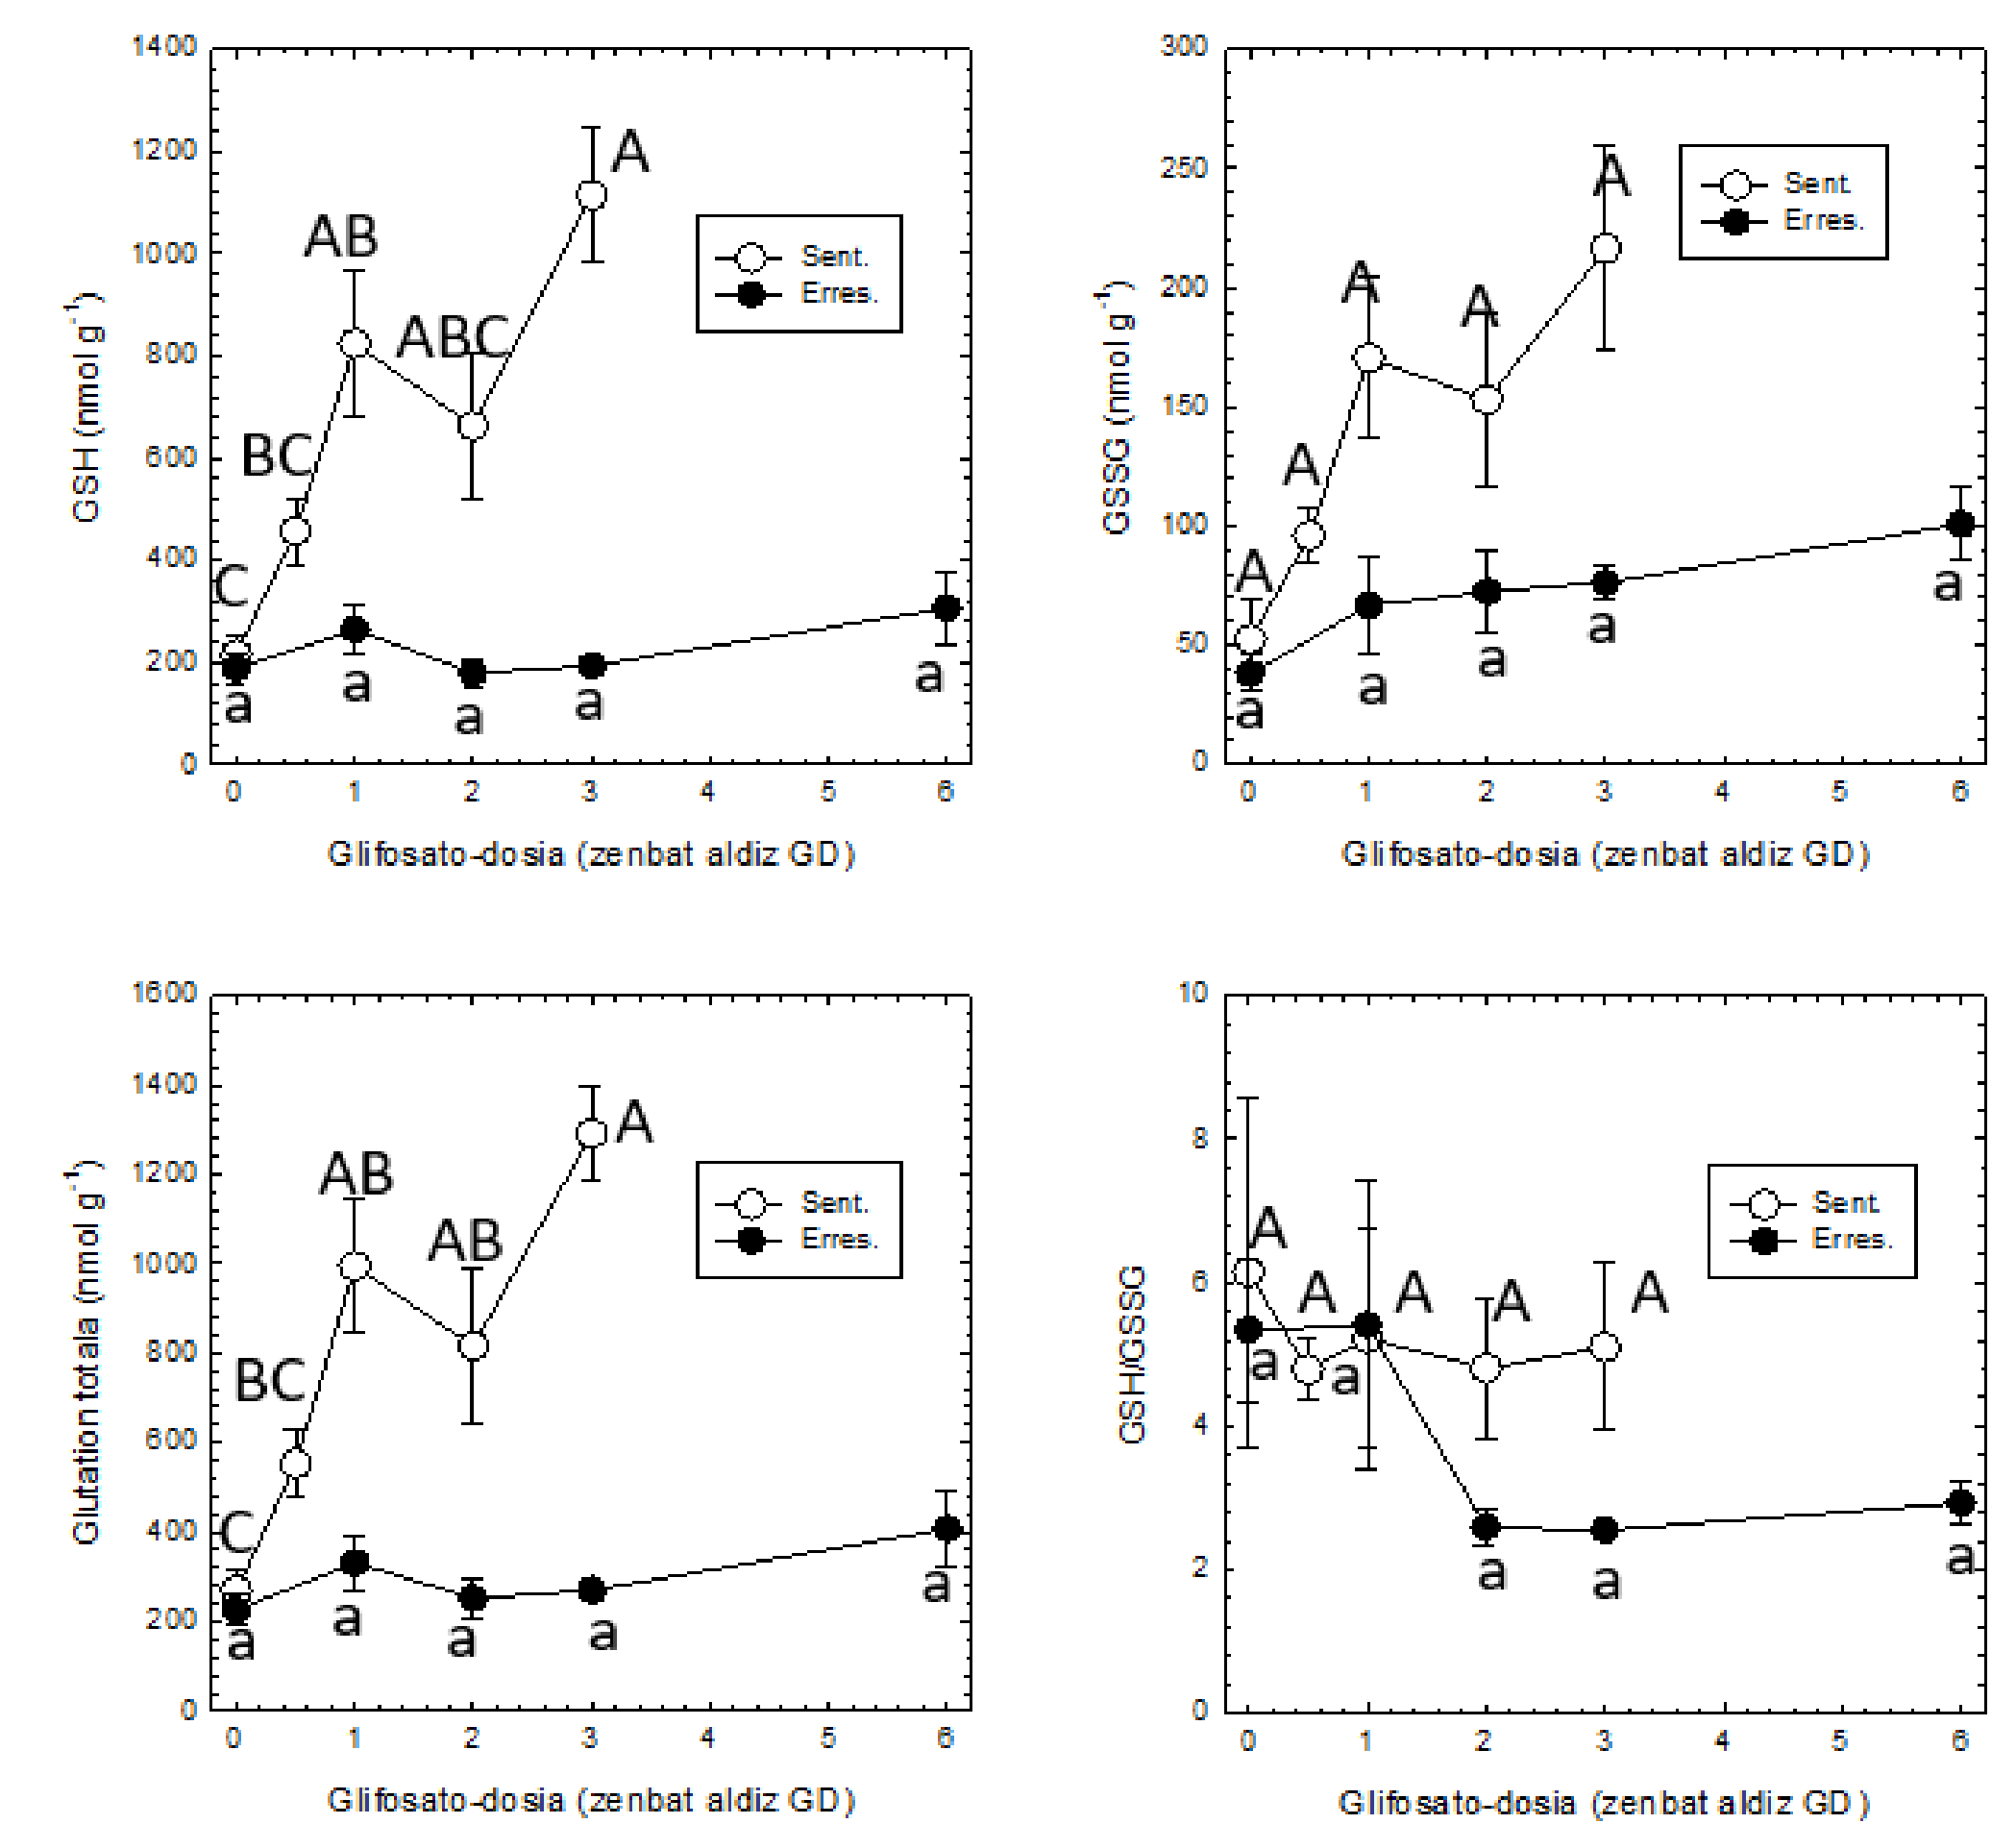 1400
1200
1000
800
600
400
200
0
GSH (nmol g⁻¹)
A
AB
ABC
BC
C
a
a
a
a
a
Sent.
Erres.
0 1 2 3 4 5 6
Glifosato-dosia (zenbat aldiz GD)
300
250
200
150
100
50
0
GSSG (nmol g⁻¹)
A
A
A
A
A
a
a
a
a
a
Sent.
Erres.
0 1 2 3 4 5 6
Glifosato-dosia (zenbat aldiz GD)
1600
1400
1200
1000
800
600
400
200
0
Glutation totala (nmol g⁻¹)
A
AB
AB
BC
C
a
a
a
a
a
Sent.
Erres.
0 1 2 3 4 5 6
Glifosato-dosia (zenbat aldiz GD)
10
8
6
4
2
0
GSH/GSSG
A
A
A
A
A
a
a
a
a
a
Sent.
Erres.
0 1 2 3 4 5 6
Glifosato-dosia (zenbat aldiz GD)